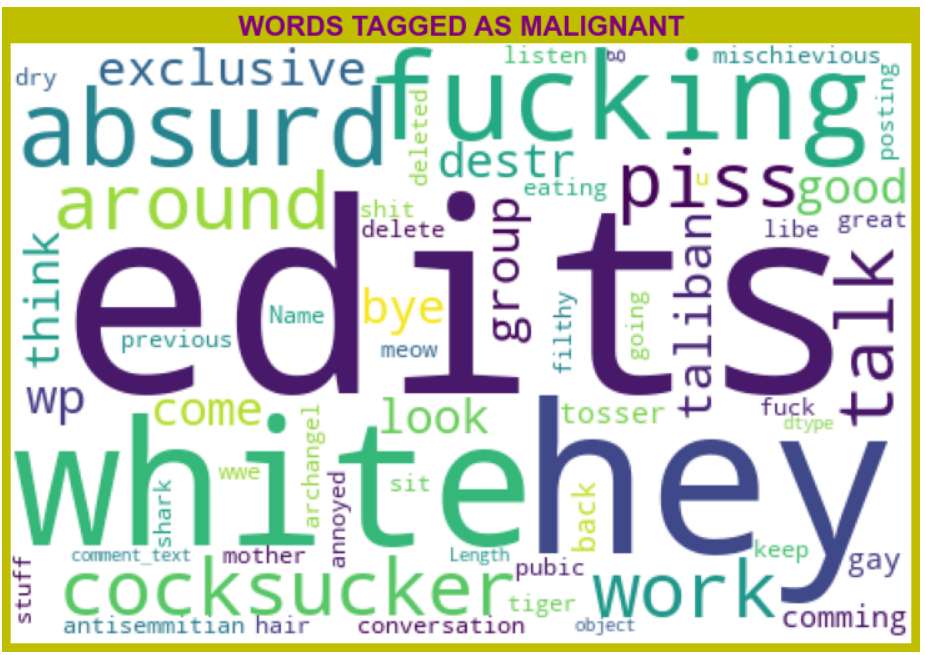 WORDS TAGGED AS MALIGNANT
dry
exclusive
fucking
listen
gg
mischievious
absurd
deleted
destr
posting
around
shit
delete
eating
piss
u
good
group
taliban
libe
great
talk
think
edits
Name
bye
previous
meow
filthy
going
wp
come
look
tosser
fuck
dtype
white
hey
archangel
wwe
shark
annoyed
sit
back
keep
stuff
comment_text
mother
Length
pubic
gay
cocksucker
tiger
work
comming
antisemmitian
hair
conversation
object